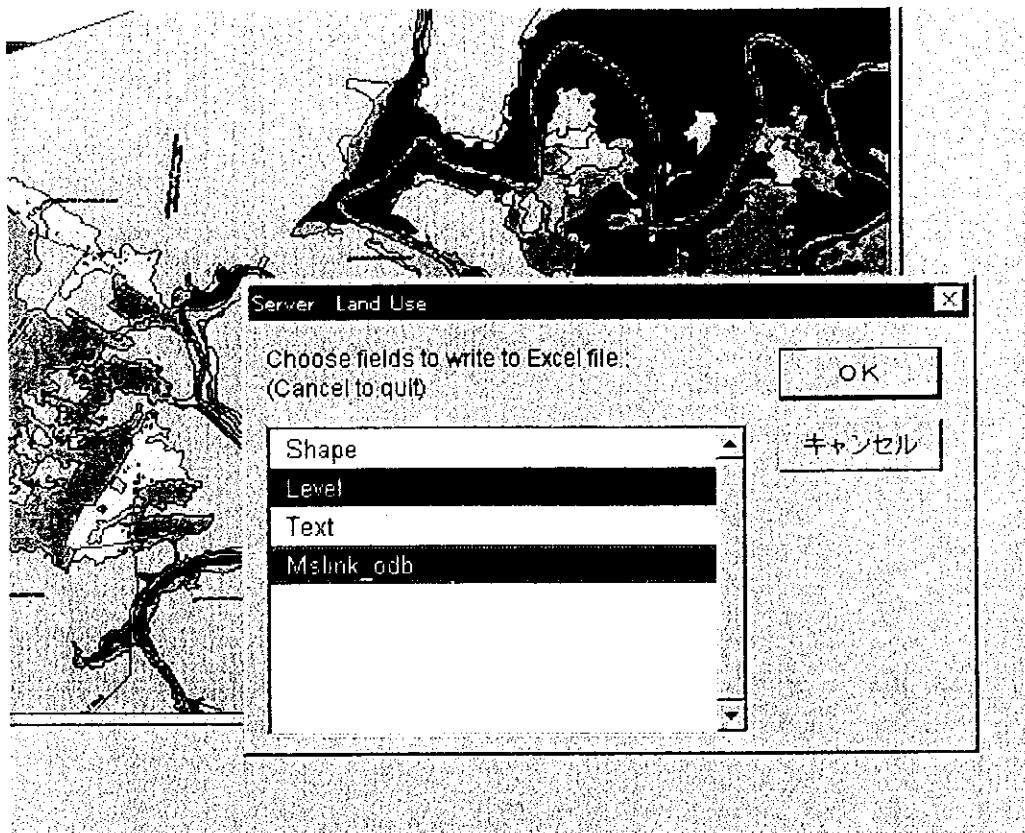 Server Land Use
Choose fields to write to Excel file.:
(Cancel to quit)
OK
キャンセル
Shape
Level
Text
Mslink_odb